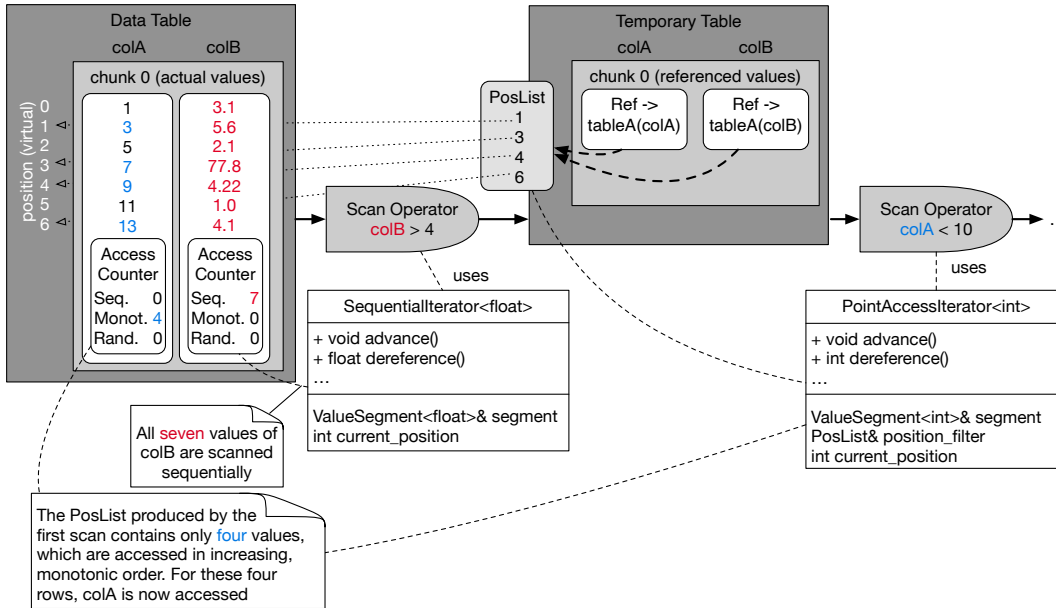 Data Table
colA colB
chunk 0 (actual values)
position (virtual)
0 1 3.1
1 3 5.6
2 5 2.1
3 7 77.8
4 9 4.22
5 11 1.0
6 13 4.1
Access Counter
Seq. 0
Monot. 4
Rand. 0
Access Counter
Seq. 7
Monot. 0
Rand. 0
PosList
1
3
4
6
Temporary Table
colA colB
chunk 0 (referenced values)
Ref ->
tableA(colA)
Ref ->
tableA(colB)
Scan Operator
colB > 4
Scan Operator
colA < 10
...
uses
uses
SequentialIterator<float>
+ void advance()
+ float dereference()
...
ValueSegment<float>& segment
int current_position
PointAccessIterator<int>
+ void advance()
+ int dereference()
...
ValueSegment<int>& segment
PosList& position_filter
int current_position
All seven values of
colB are scanned
sequentially
The PosList produced by the
first scan contains only four values,
which are accessed in increasing,
monotonic order. For these four
rows, colA is now accessed